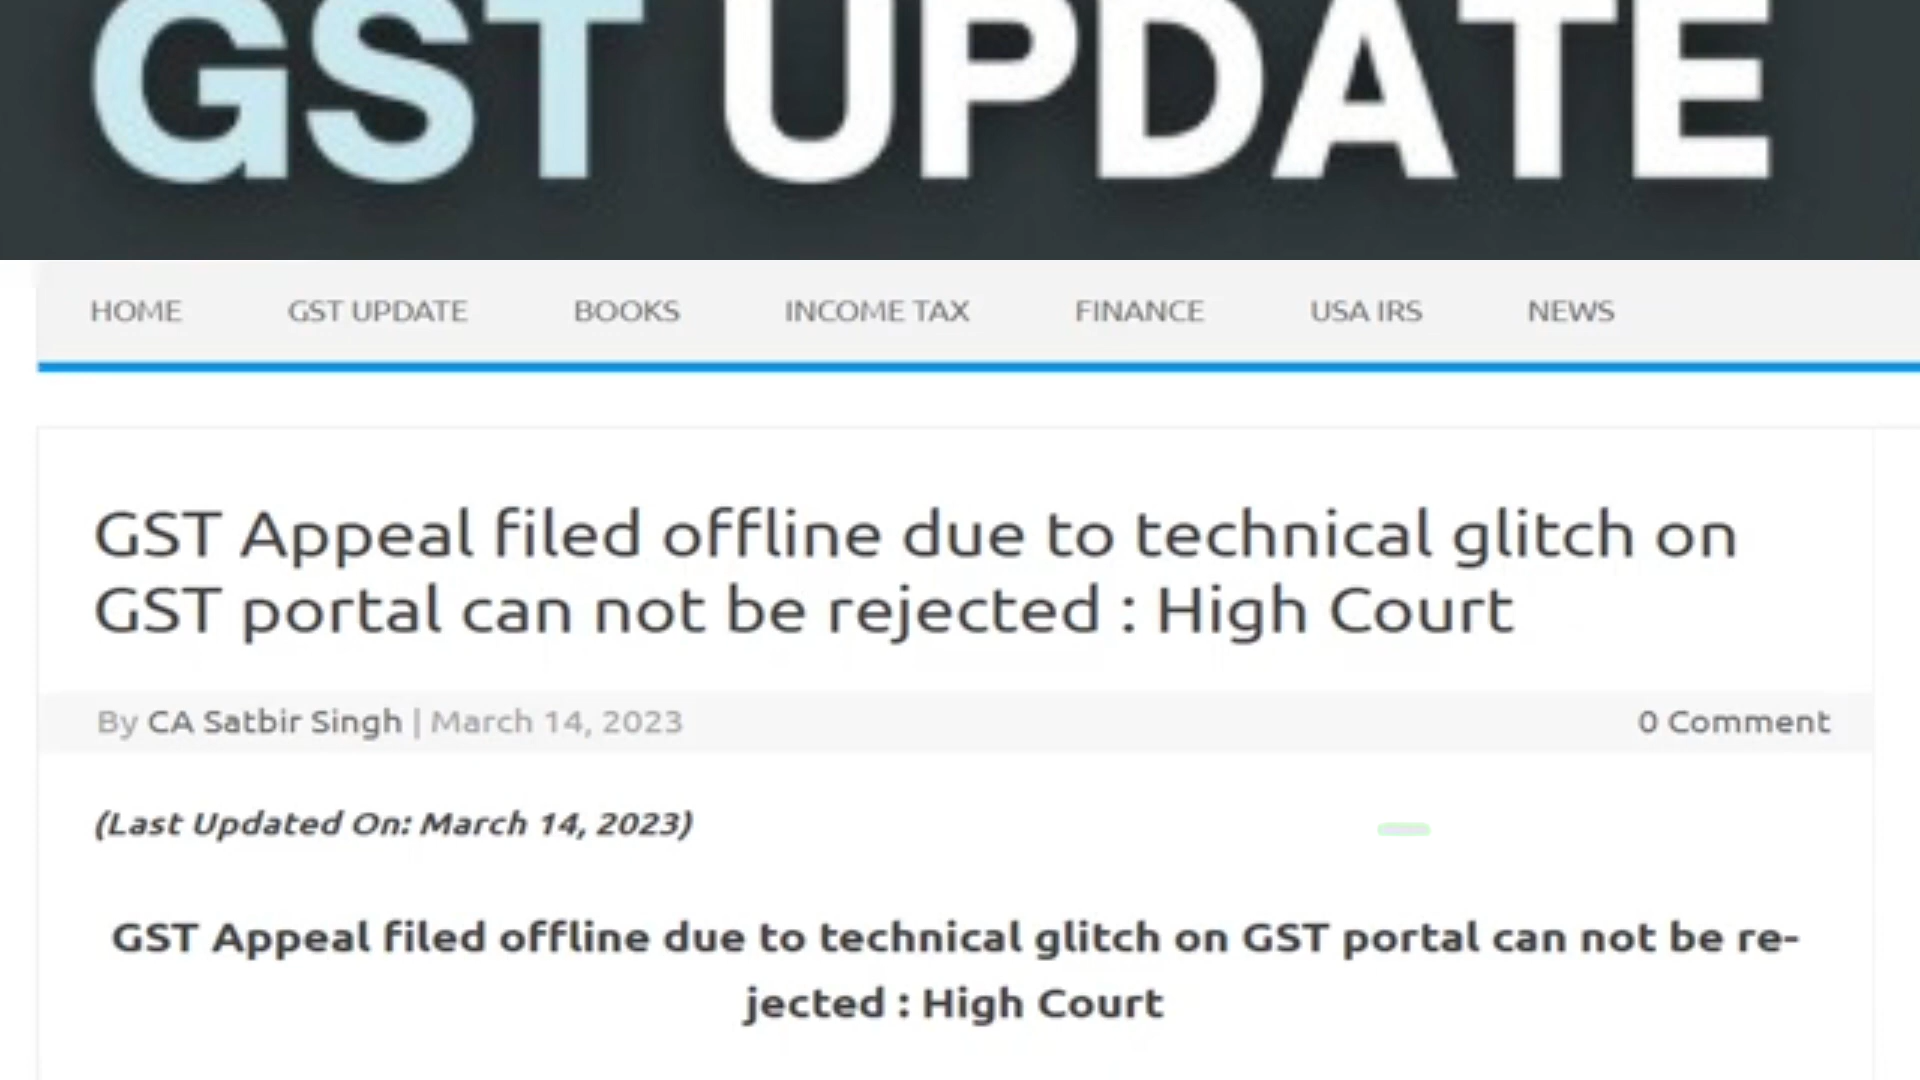 GST UPDATE
HOME GST UPDATE BOOKS INCOME TAX FINANCE USA IRS NEWS
GST Appeal filed offline due to technical glitch on
GST portal can not be rejected : High Court
By CA Satbir Singh | March 14, 2023 0 Comment
(Last Updated On: March 14, 2023)
GST Appeal filed offline due to technical glitch on GST portal can not be re-
jected : High Court